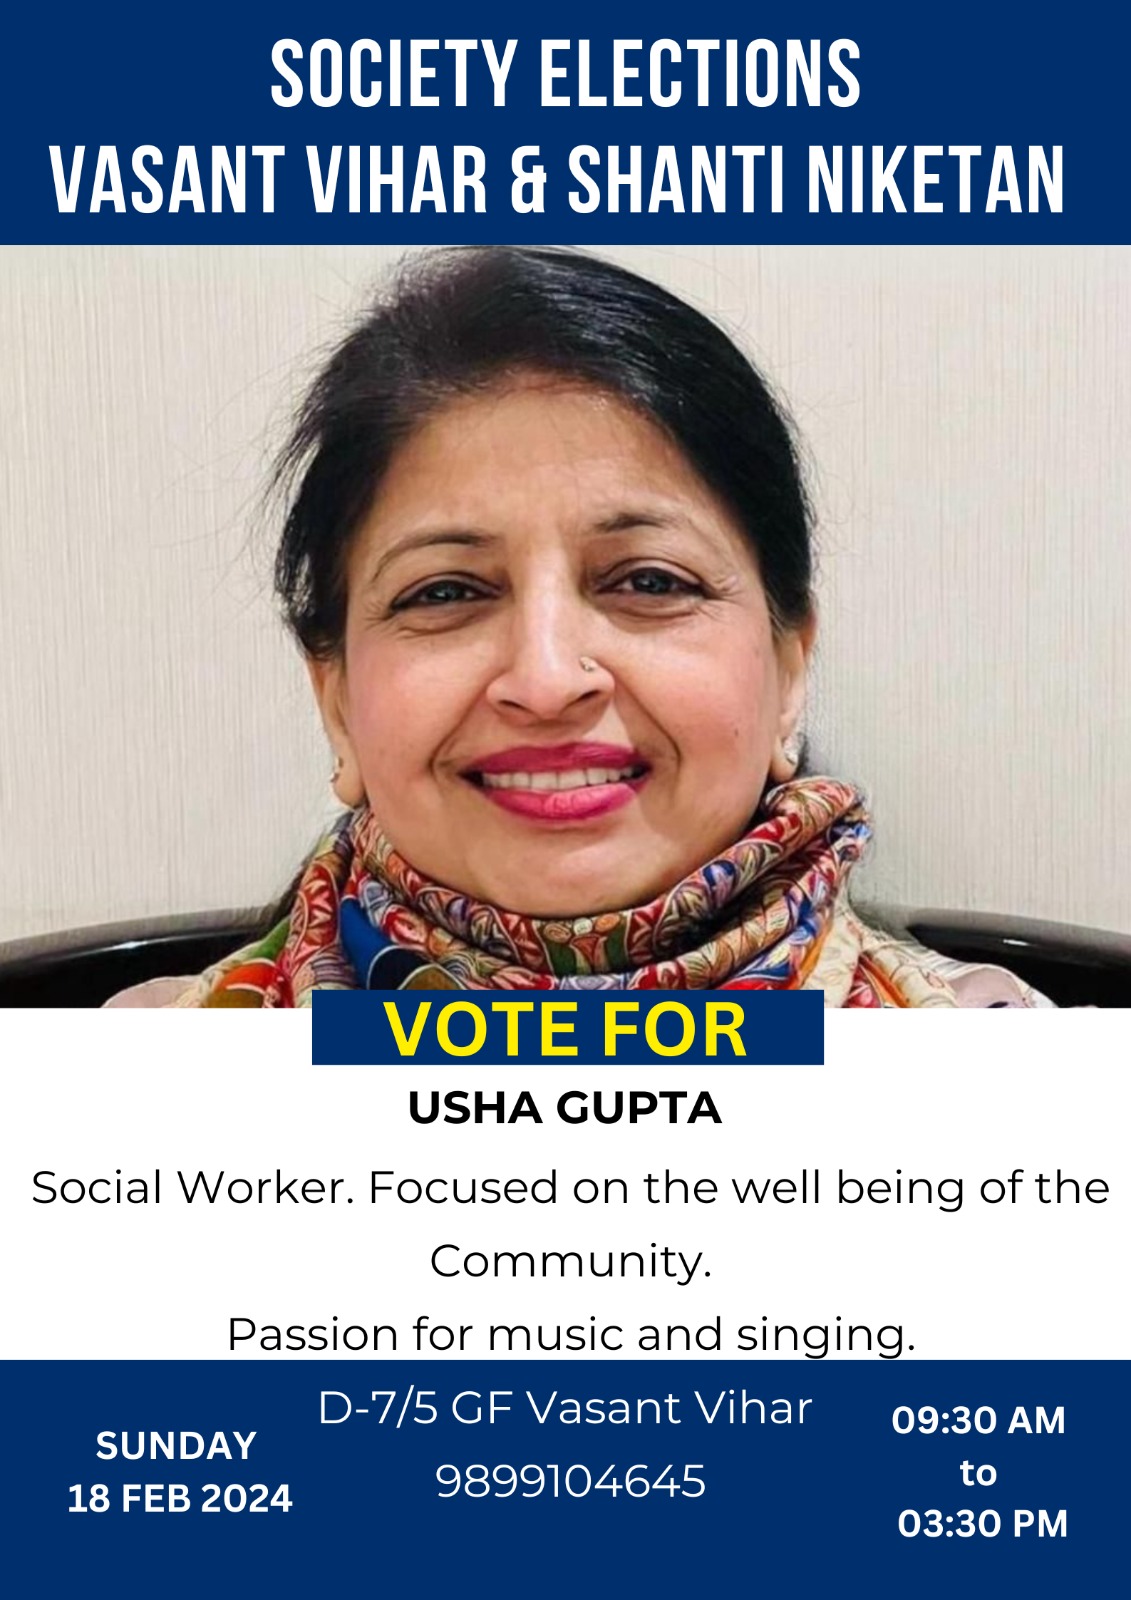 SOCIETY ELECTIONS
VASANT VIHAR & SHANTI NIKETAN
VOTE FOR
USHA GUPTA
Social Worker. Focused on the well being of the
Community.
Passion for music and singing.
D-7/5 GF Vasant Vihar
9899104645
SUNDAY
18 FEB 2024
09:30 AM
to
03:30 PM